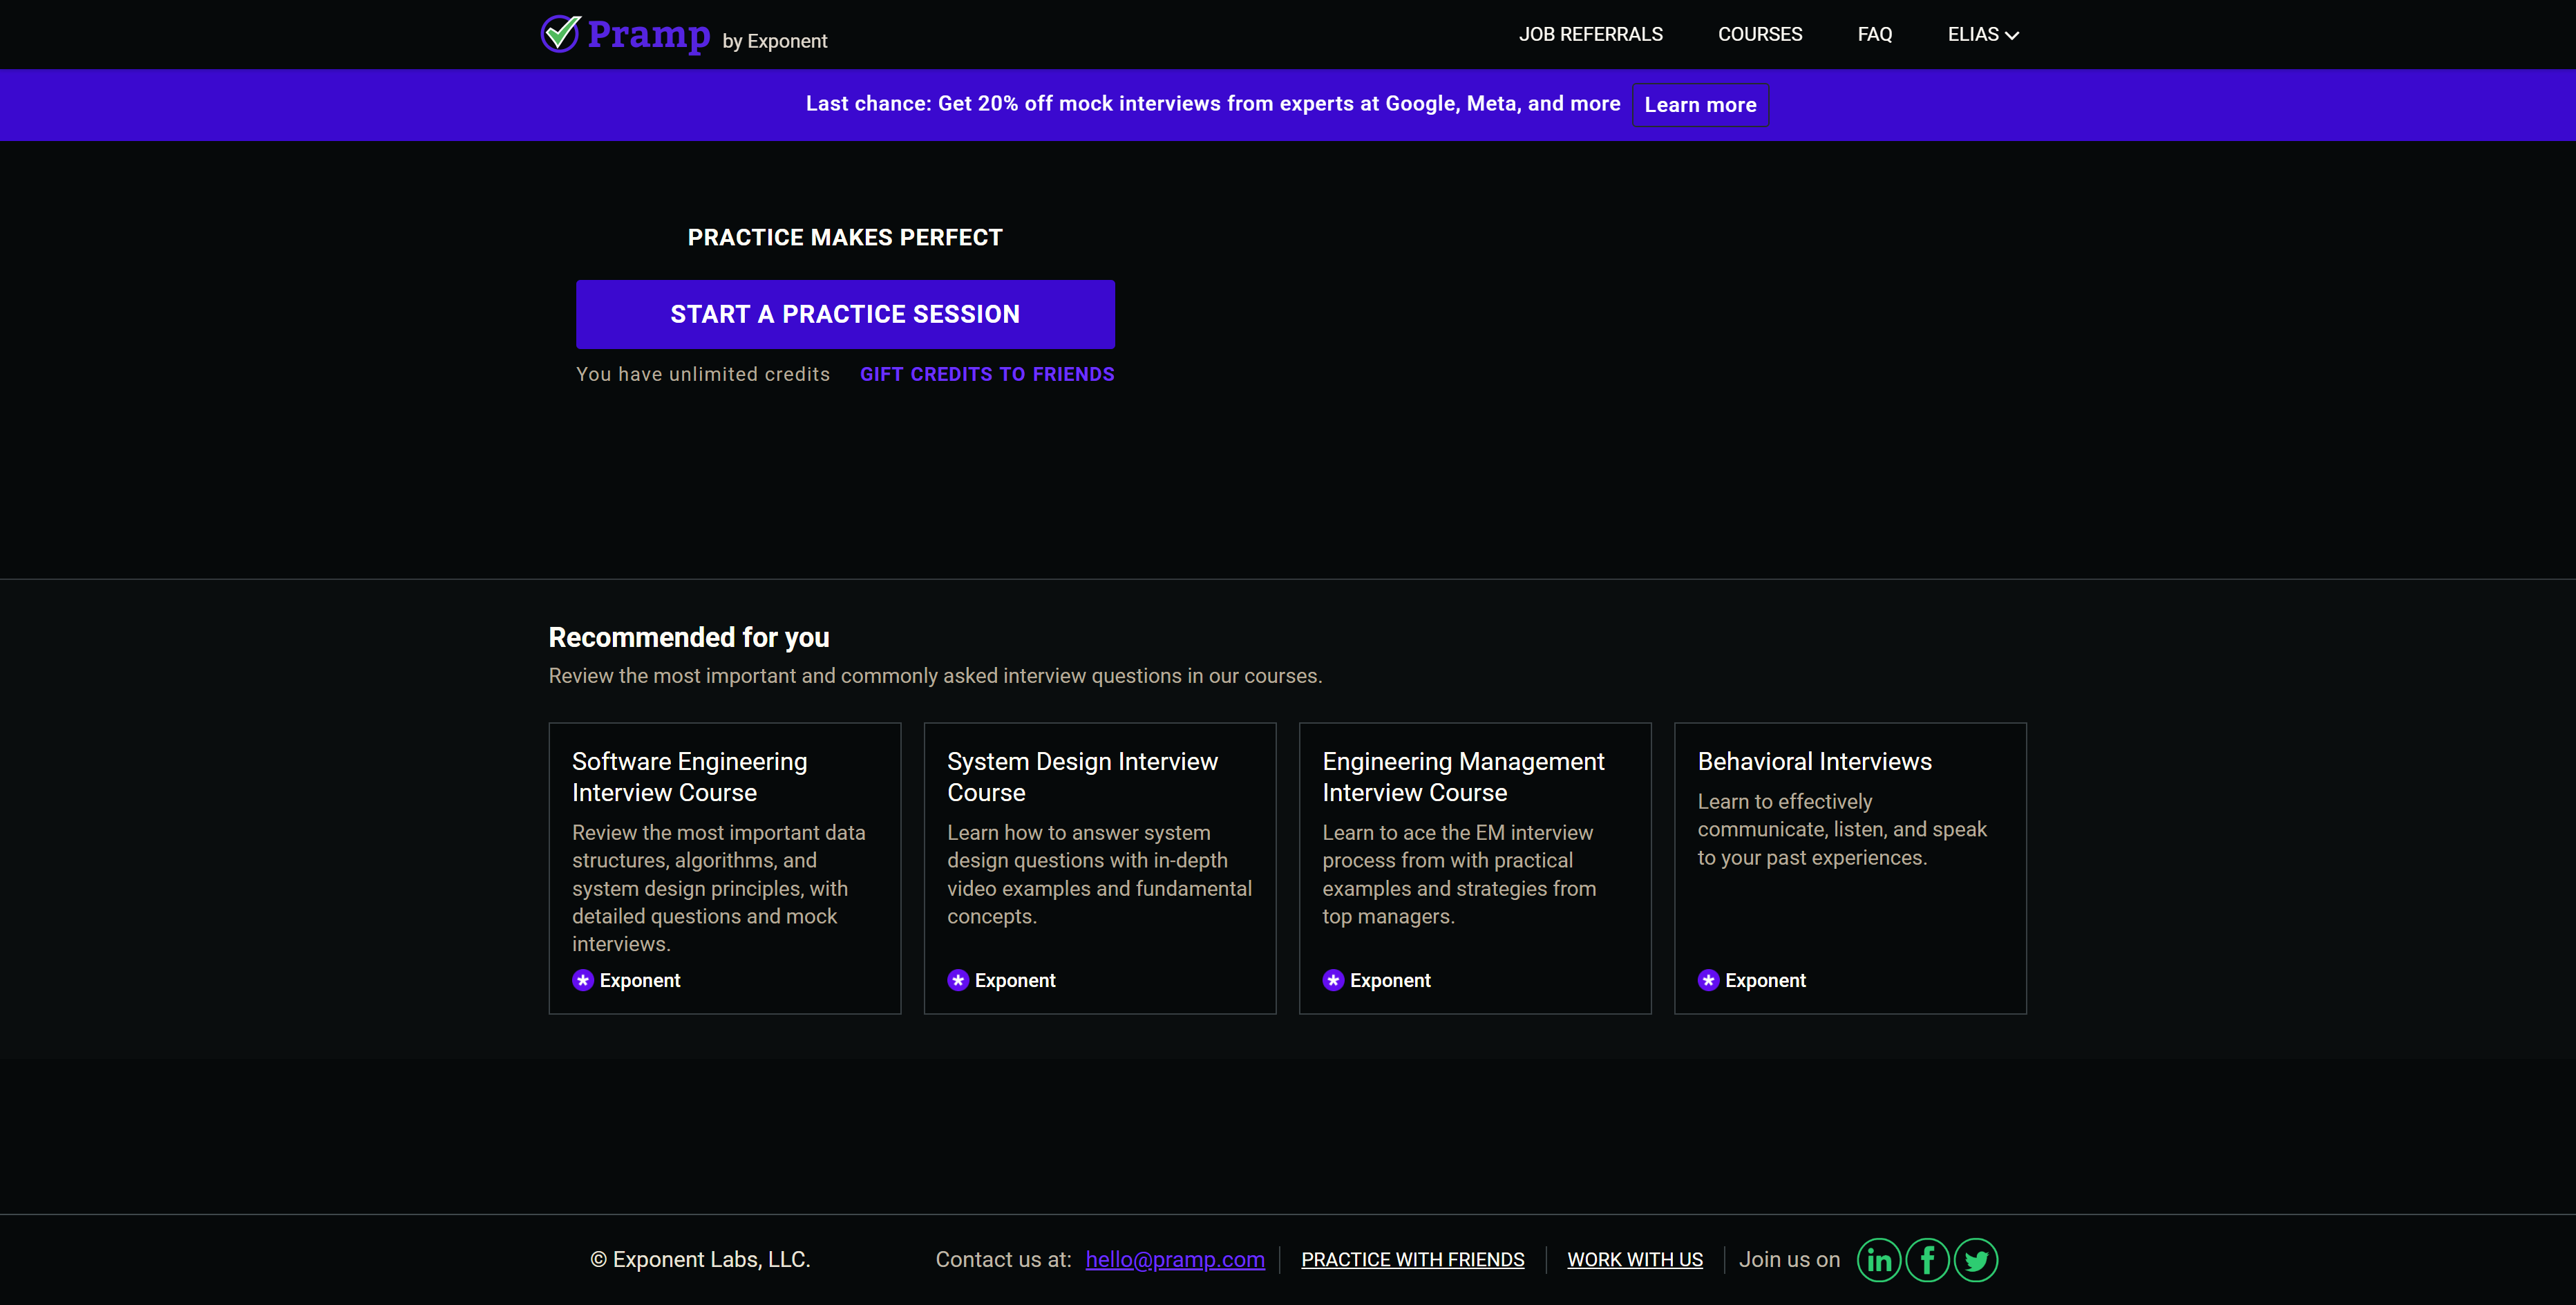 Pramp by Exponent
JOB REFERRALS
COURSES
FAQ
ELIAS
Last chance: Get 20% off mock interviews from experts at Google, Meta, and more
Learn more
PRACTICE MAKES PERFECT
START A PRACTICE SESSION
You have unlimited credits
GIFT CREDITS TO FRIENDS
Recommended for you
Review the most important and commonly asked interview questions in our courses.
Software Engineering
Interview Course
Review the most important data
structures, algorithms, and
system design principles, with
detailed questions and mock
interviews.
Exponent
System Design Interview
Course
Learn how to answer system
design questions with in-depth
video examples and fundamental
concepts.
Exponent
Engineering Management
Interview Course
Learn to ace the EM interview
process from with practical
examples and strategies from
top managers.
Exponent
Behavioral Interviews
Learn to effectively
communicate, listen, and speak
to your past experiences.
Exponent
© Exponent Labs, LLC.
Contact us at: hello@pramp.com
PRACTICE WITH FRIENDS
WORK WITH US
Join us on